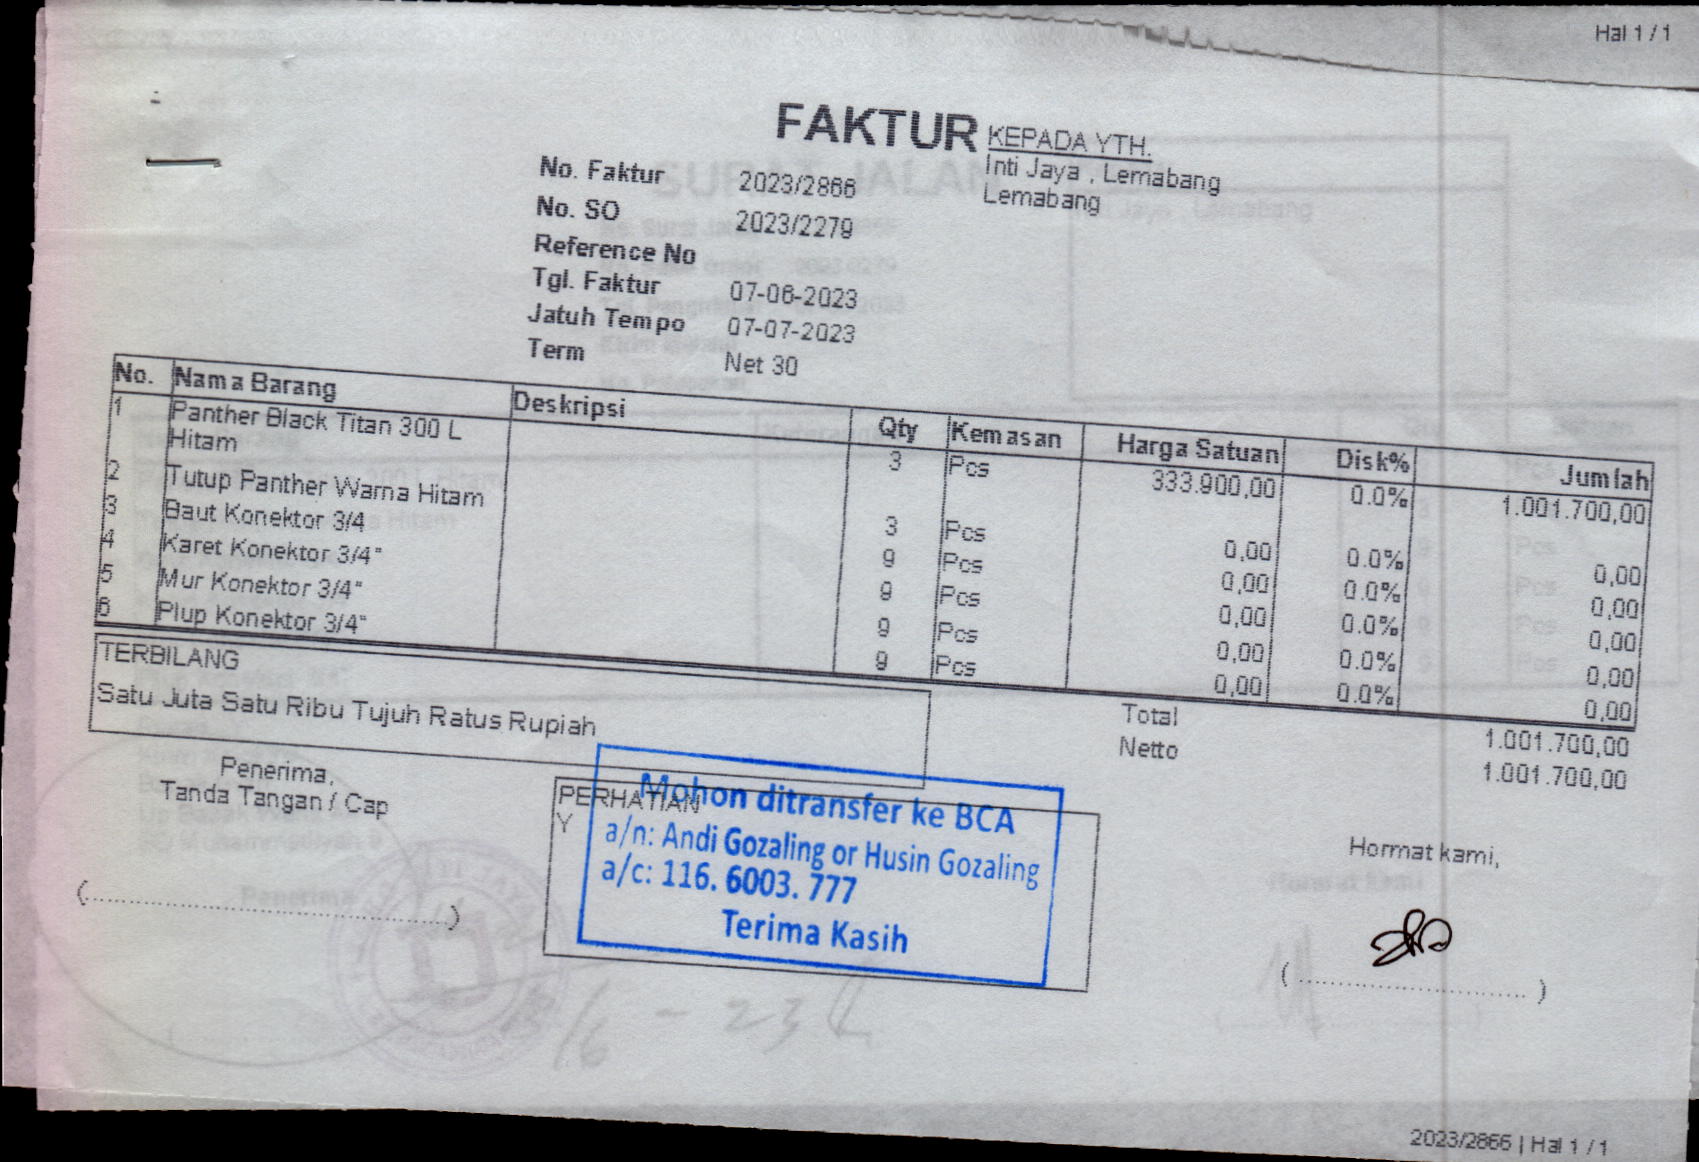 Hal 1 / 1
FAKTUR
KEPADA YTH.
Inti Jaya , Lemabang
Lemabang
No. Faktur 2023/2866
No. SO 2023/2279
Reference No
Tgl. Faktur 07-06-2023
Jatuh Tempo 07-07-2023
Term Net 30
No. Nama Barang Deskripsi Qty Kemasan Harga Satuan Disk% Jumlah
1 Panther Black Titan 300 L 3 Pcs 333.900,00 0.0% 1.001.700,00
Hitam
2 Tutup Panther Warna Hitam 3 Pcs 0,00 0.0% 0,00
3 Baut Konektor 3/4 9 Pcs 0,00 0.0% 0,00
4 Karet Konektor 3/4" 9 Pcs 0,00 0.0% 0,00
5 Mur Konektor 3/4" 9 Pcs 0,00 0.0% 0,00
6 Plup Konektor 3/4" 9 Pcs 0,00 0.0% 0,00
TERBILANG
Satu Juta Satu Ribu Tujuh Ratus Rupiah
Total 1.001.700,00
Netto 1.001.700,00
Penerima,
Tanda Tangan / Cap
(........................................)
PERHATIAN
Y
Mohon ditransfer ke BCA
a/n: Andi Gozaling or Husin Gozaling
a/c: 116. 6003. 777
Terima Kasih
Hormat kami,
(..............................)
2023/2866 | Hal 1 / 1